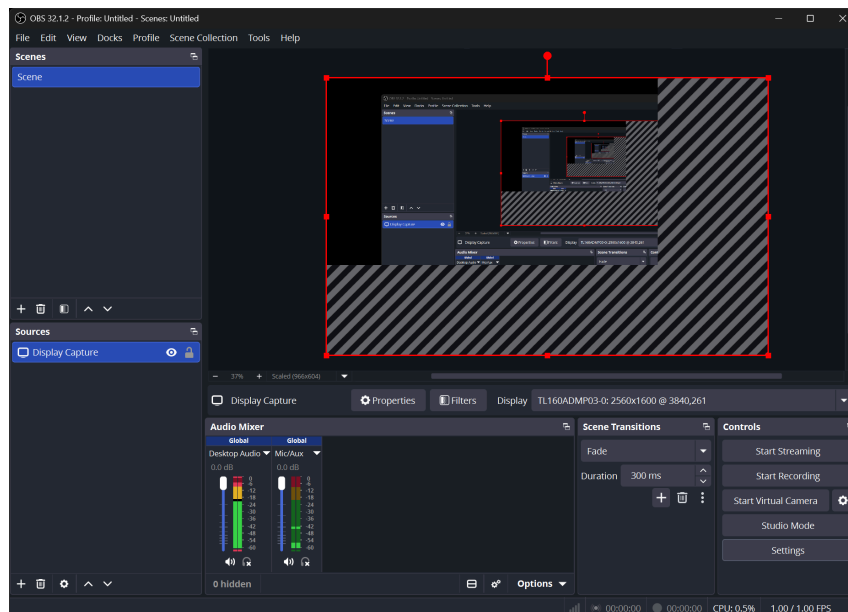 OBS 32.1.2 - Profile: Untitled - Scenes: Untitled
File Edit View Docks Profile Scene Collection Tools Help
Scenes
Scene
Sources
Display Capture
37% Scaled (966x604)
Display Capture Properties Filters Display TL160ADMP03-0: 2560x1600 @ 3840,261
Audio Mixer
Global Global
Desktop Audio Mic/Aux
0.0 dB 0.0 dB
0 hidden
Options
Scene Transitions
Fade
Duration 300 ms
Controls
Start Streaming
Start Recording
Start Virtual Camera
Studio Mode
Settings
00:00:00 00:00:00 CPU: 0.5% 1.00 / 1.00 FPS